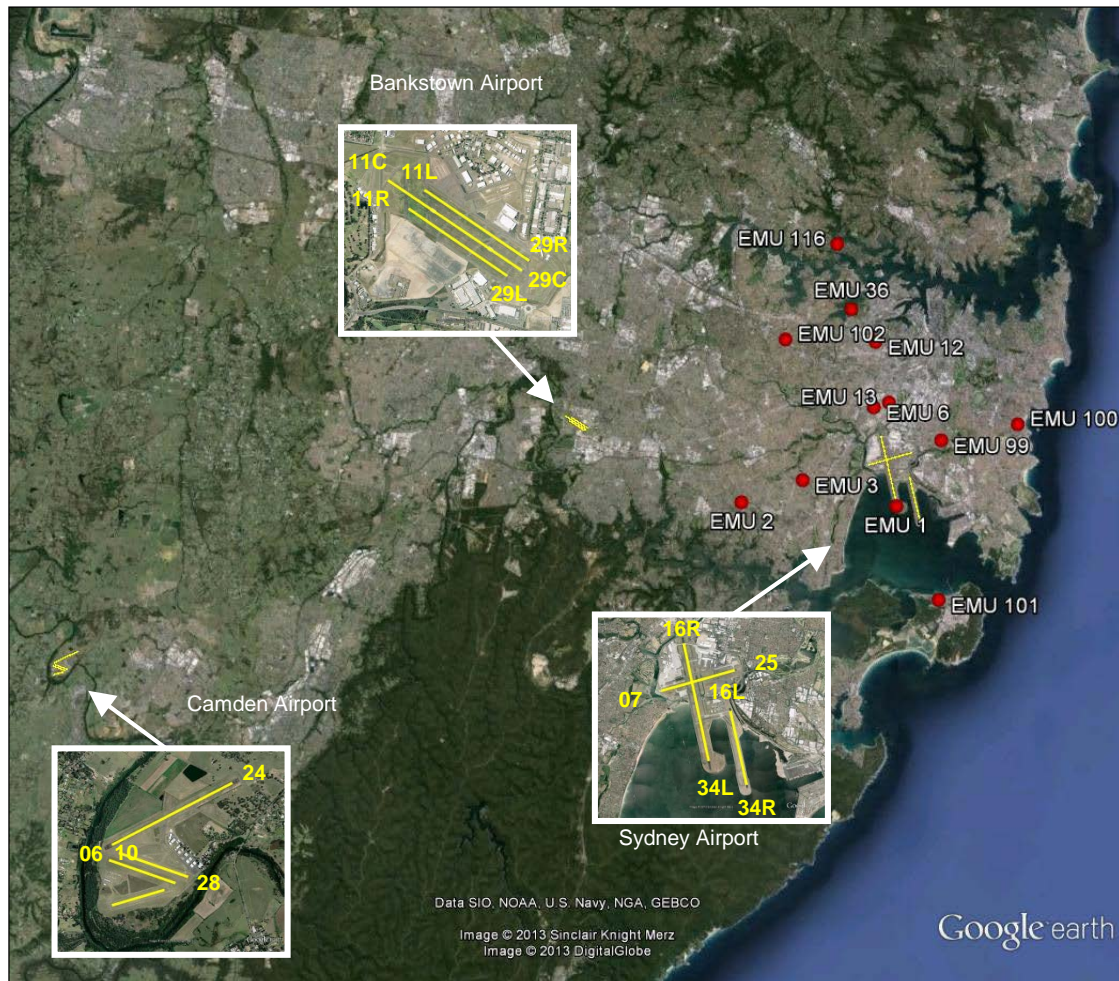 Bankstown Airport
11C
11L
11R
29R
29C
29L
EMU 116
EMU 36
EMU 102
EMU 12
EMU 13
EMU 6
EMU 100
EMU 99
EMU 3
EMU 2
EMU 1
EMU 101
16R
25
07
16L
34L
34R
Sydney Airport
Camden Airport
24
06
10
28
Data SIO, NOAA, U.S. Navy, NGA, GEBCO
Image © 2013 Sinclair Knight Merz
Image © 2013 DigitalGlobe
Google earth